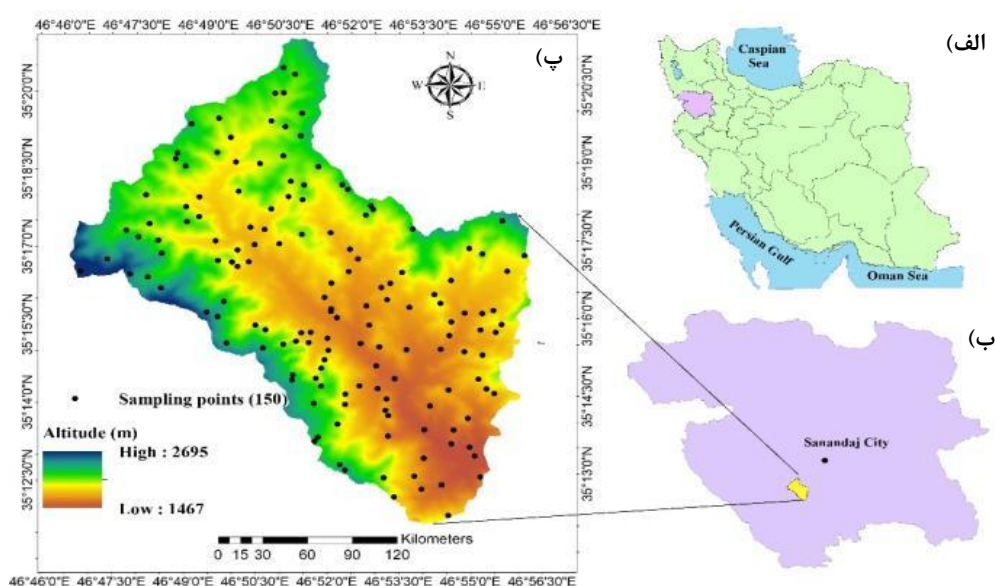 46°46'0"E 46°47'30"E 46°49'0"E 46°50'30"E 46°52'0"E 46°53'30"E 46°55'0"E 46°56'30"E
پ)
N
W E
S
35°20'0"N
35°18'30"N
35°17'0"N
35°15'30"N
35°14'0"N
35°12'30"N
35°20'30"N
35°19'0"N
35°17'30"N
35°16'0"N
35°14'30"N
35°13'0"N
Sampling points (150)
Altitude (m)
High : 2695
Low : 1467
Kilometers
0 15 30 60 90 120
46°46'0"E 46°47'30"E 46°49'0"E 46°50'30"E 46°52'0"E 46°53'30"E 46°55'0"E 46°56'30"E
الف)
Caspian
Sea
Persian Gulf
Oman Sea
ب)
Sanandaj City